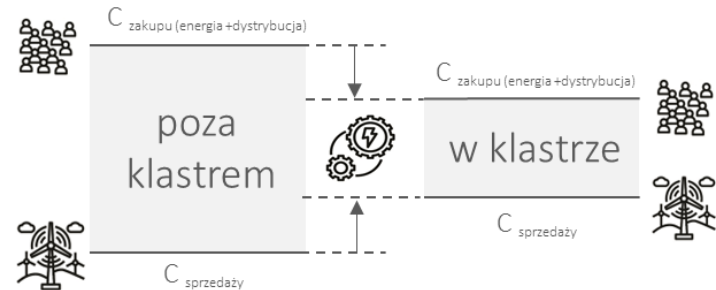 C zakupu (energia +dystrybucja)
C zakupu (energia+dystrybucja)
poza
klastrem
w klastrze
C sprzedaży
C sprzedaży